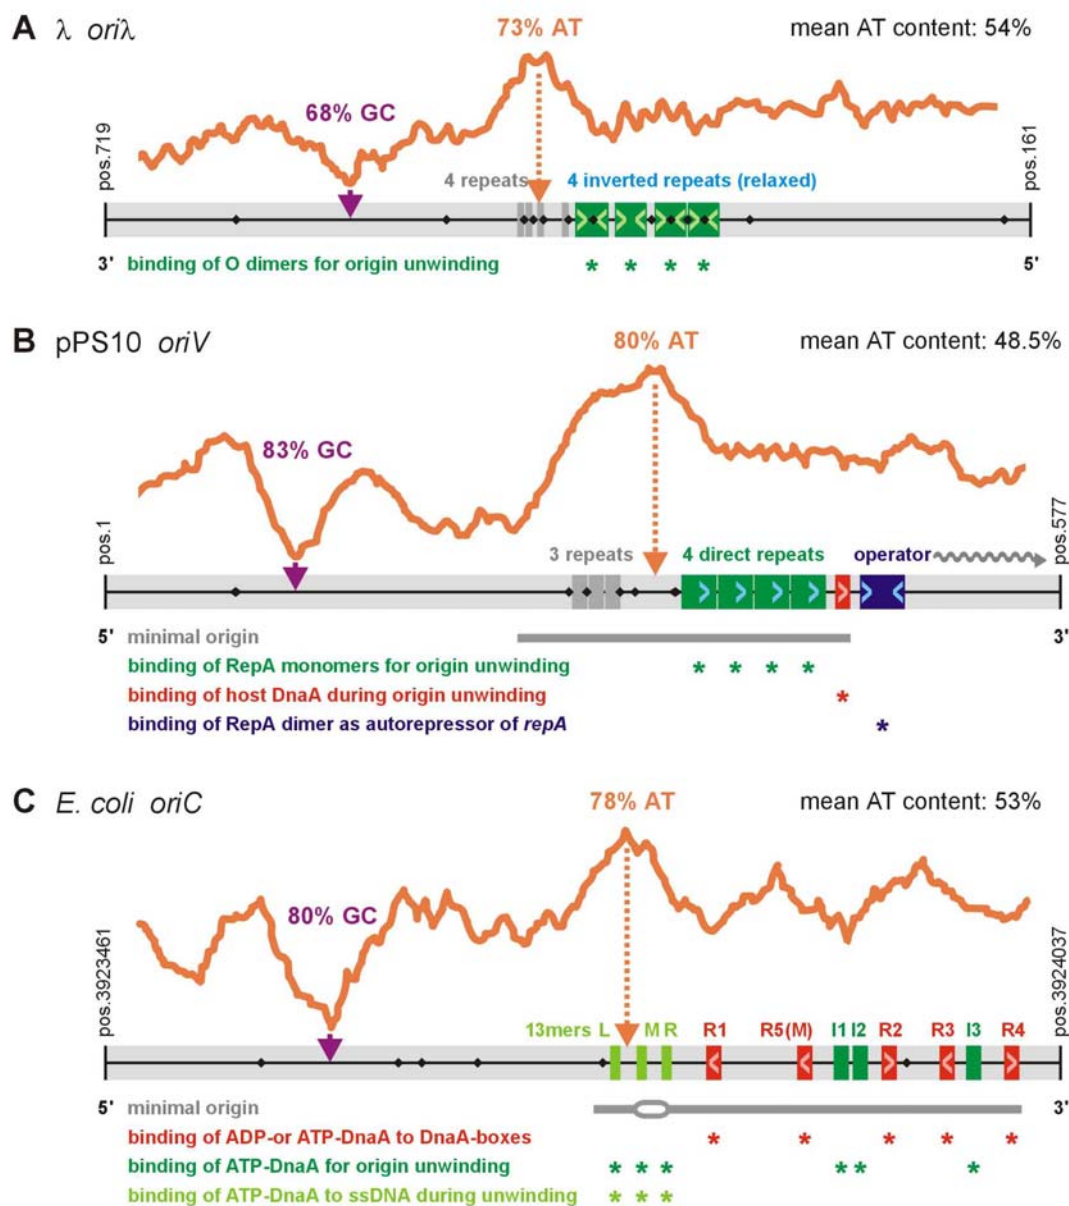 A λ oriλ 73% AT mean AT content: 54%
68% GC
pos.719
pos.161
4 repeats 4 inverted repeats (relaxed)
3' binding of O dimers for origin unwinding * * * * 5'
B pPS10 oriV 80% AT mean AT content: 48.5%
83% GC
pos.1
pos.577
3 repeats 4 direct repeats operator
5' minimal origin 3'
binding of RepA monomers for origin unwinding * * * *
binding of host DnaA during origin unwinding *
binding of RepA dimer as autorepressor of repA *
C E. coli oriC 78% AT mean AT content: 53%
80% GC
pos.3923461
pos.3924037
13mers L M R R1 R5(M) I1 I2 R2 R3 I3 R4
5' minimal origin 3'
binding of ADP-or ATP-DnaA to DnaA-boxes * * * * *
binding of ATP-DnaA for origin unwinding * * * * * *
binding of ATP-DnaA to ssDNA during unwinding * * *